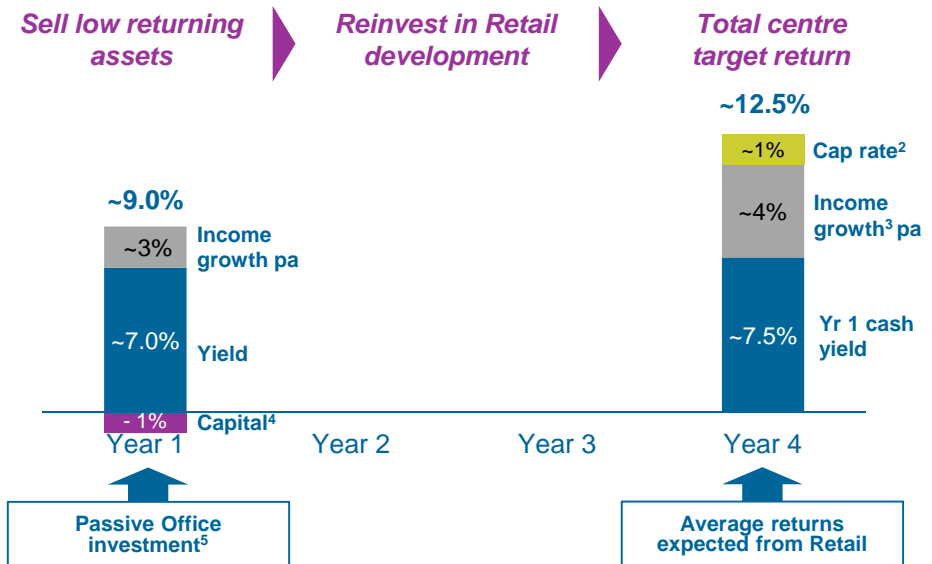 Sell low returning
assets
Reinvest in Retail
development
Total centre
target return
~12.5%
~1%
Cap rate²
~9.0%
~4%
Income
growth³ pa
~3%
Income
growth pa
~7.0%
Yield
~7.5%
Yr 1 cash
yield
- 1%
Capital⁴
Year 1
Year 2
Year 3
Year 4
Passive Office
investment⁵
Average returns
expected from Retail